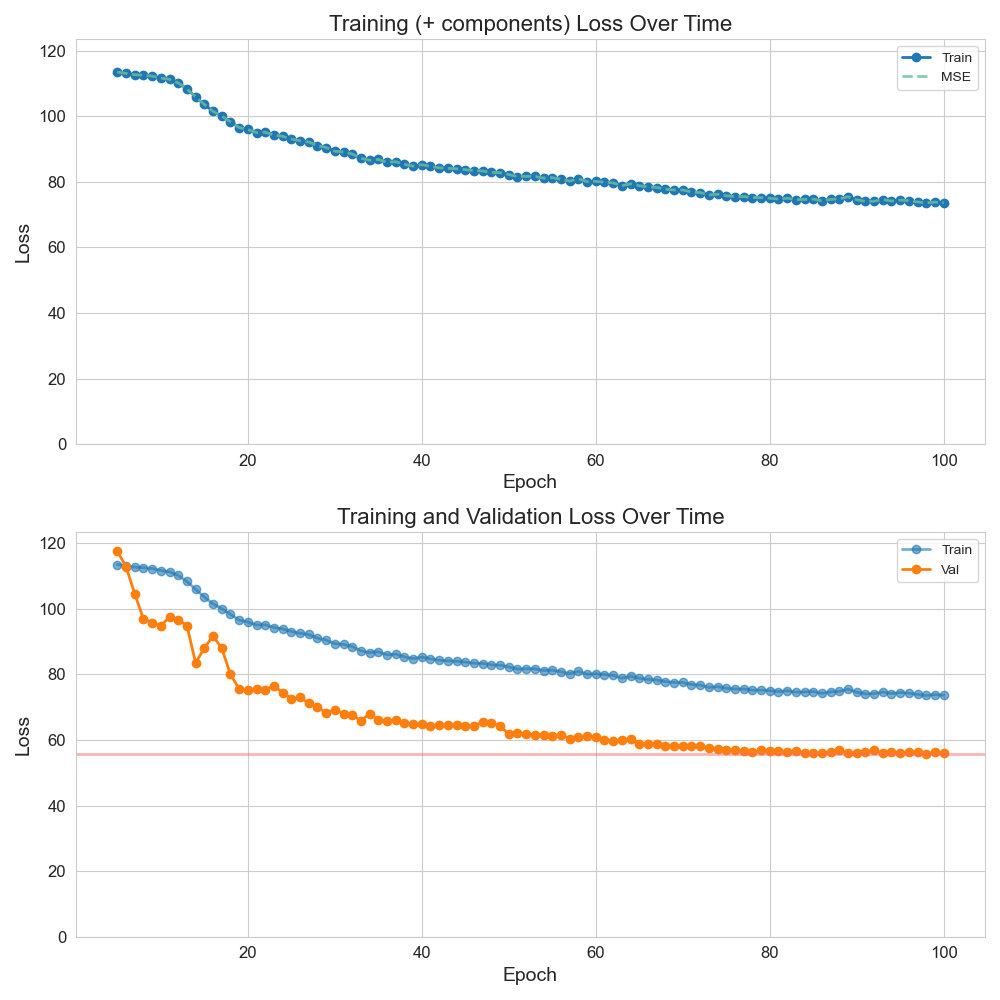 Training (+ components) Loss Over Time
120
100
80
60
40
20
0
Loss
Train
MSE
20 40 60 80 100
Epoch
Training and Validation Loss Over Time
120
100
80
60
40
20
0
Loss
Train
Val
20 40 60 80 100
Epoch